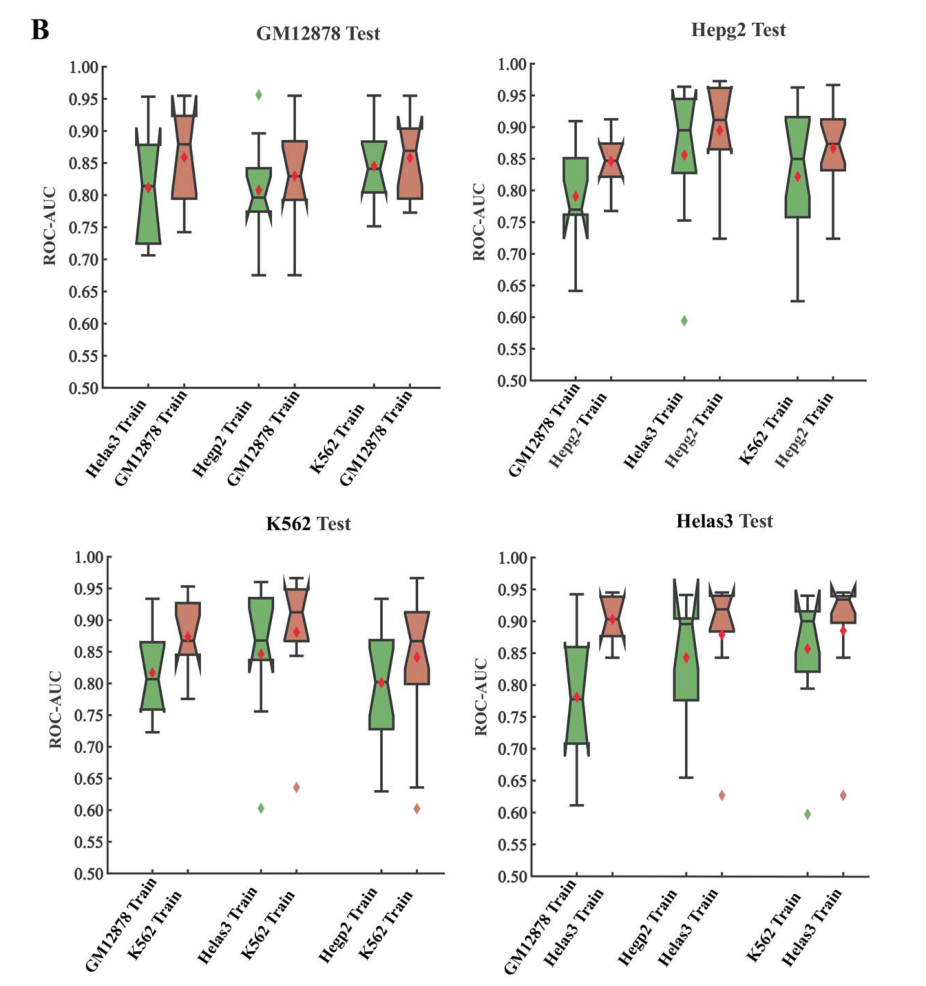 B
GM12878 Test
ROC-AUC
1.00
0.95
0.90
0.85
0.80
0.75
0.70
0.65
0.60
0.55
0.50
Helas3 Train
GM12878 Train
Hegp2 Train
GM12878 Train
K562 Train
GM12878 Train
Hepg2 Test
ROC-AUC
1.00
0.95
0.90
0.85
0.80
0.75
0.70
0.65
0.60
0.55
0.50
GM12878 Train
Hepg2 Train
Helas3 Train
Hepg2 Train
K562 Train
Hepg2 Train
K562 Test
ROC-AUC
1.00
0.95
0.90
0.85
0.80
0.75
0.70
0.65
0.60
0.55
0.50
GM12878 Train
K562 Train
Helas3 Train
K562 Train
Hegp2 Train
K562 Train
Helas3 Test
ROC-AUC
1.00
0.95
0.90
0.85
0.80
0.75
0.70
0.65
0.60
0.55
0.50
GM12878 Train
Helas3 Train
Hegp2 Train
Helas3 Train
K562 Train
Helas3 Train